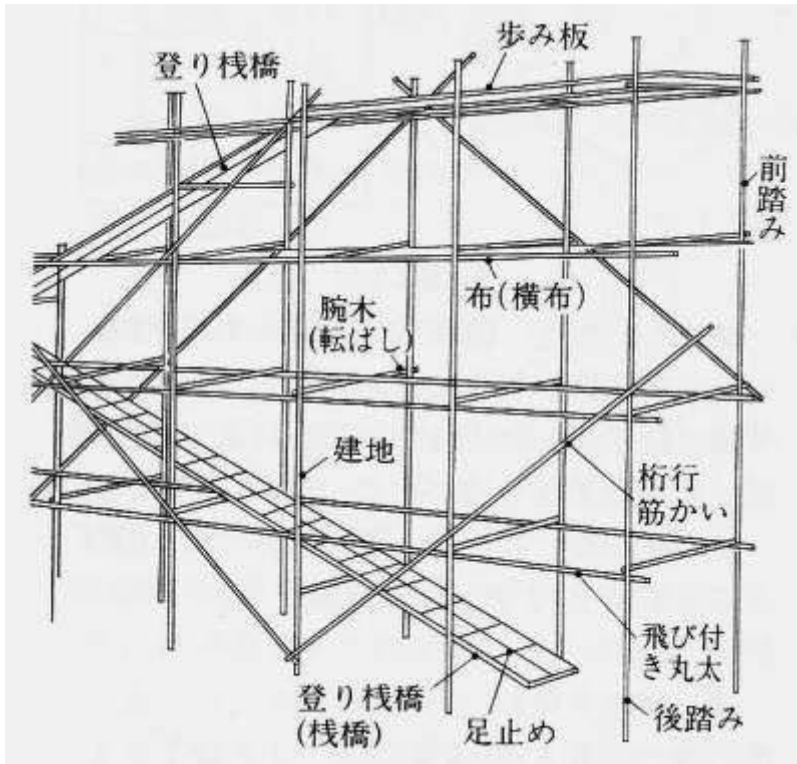 歩み板
登り桟橋
前踏み
布(横布)
腕木
(転ばし)
建地
桁行
筋かい
飛び付
き丸太
登り桟橋
(桟橋)
足止め
後踏み